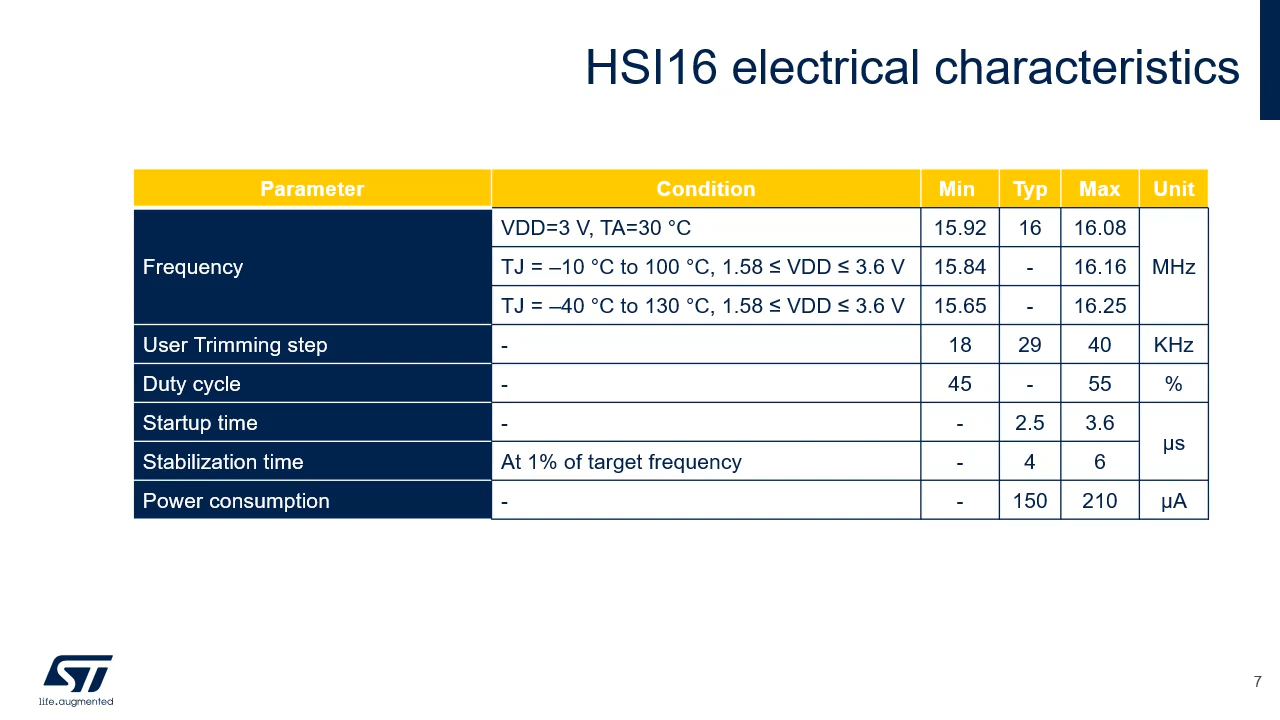 HSI16 electrical characteristics
Parameter Condition Min Typ Max Unit
Frequency VDD=3 V, TA=30 °C 15.92 16 16.08 MHz
TJ = –10 °C to 100 °C, 1.58 ≤ VDD ≤ 3.6 V 15.84 - 16.16
TJ = –40 °C to 130 °C, 1.58 ≤ VDD ≤ 3.6 V 15.65 - 16.25
User Trimming step - 18 29 40 KHz
Duty cycle - 45 - 55 %
Startup time - - 2.5 3.6 µs
Stabilization time At 1% of target frequency - 4 6
Power consumption - - 150 210 µA
ST
life.augmented
7